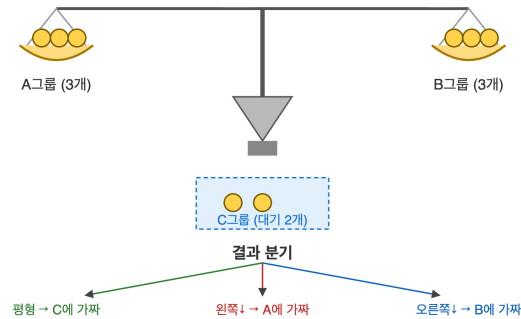 A그룹 (3개)
B그룹 (3개)
C그룹 (대기 2개)
결과 분기
평형 → C에 가짜
왼쪽↓ → A에 가짜
오른쪽↓ → B에 가짜